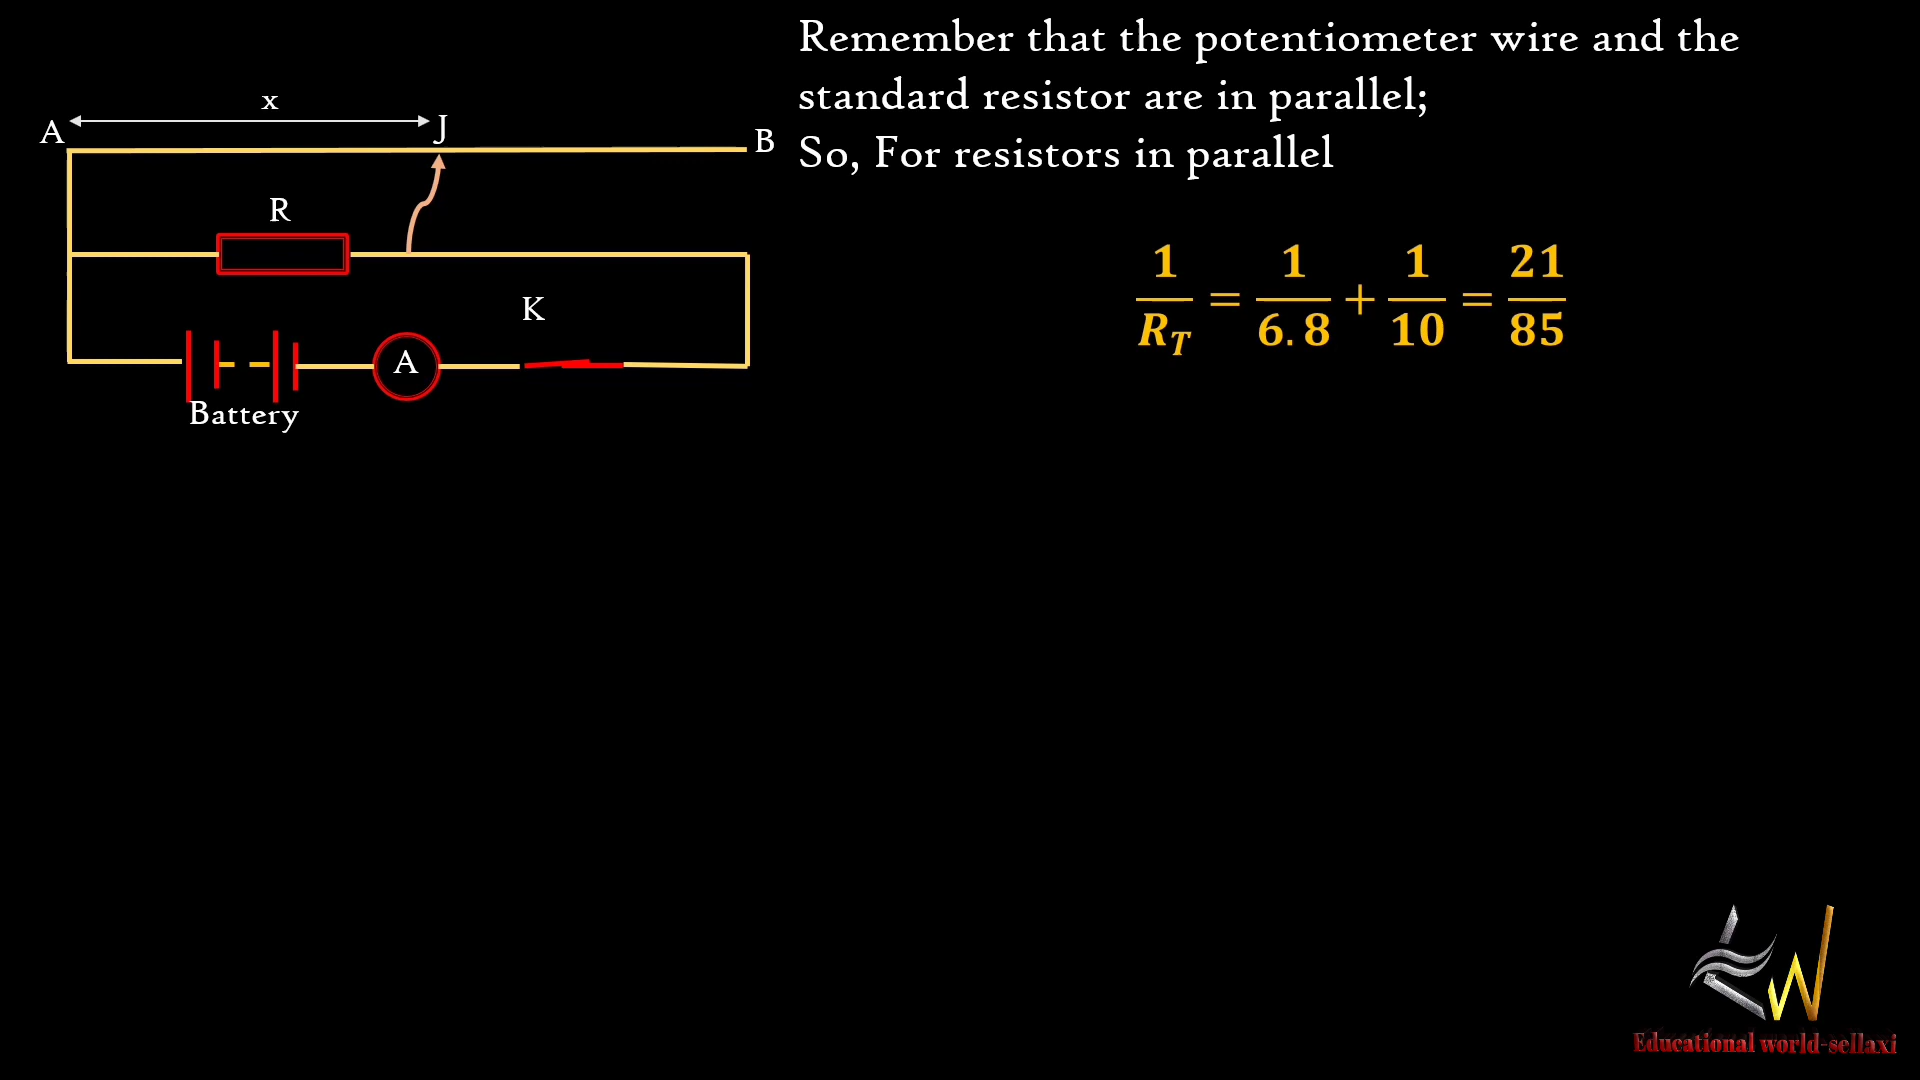 Remember that the potentiometer wire and the
standard resistor are in parallel;
So, For resistors in parallel
1/R_T = 1/6.8 + 1/10 = 21/85
x
A
J
B
R
K
A
Battery
Educational world-sellaxi